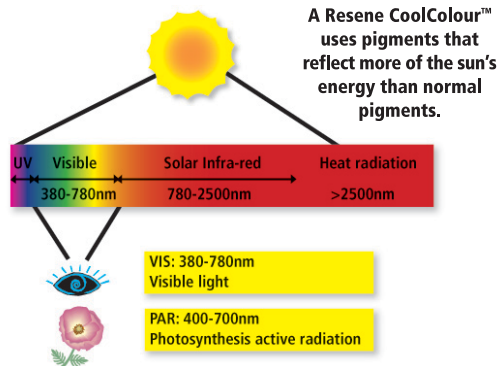 A Resene CoolColour™
uses pigments that
reflect more of the sun's
energy than normal
pigments.
UV Visible Solar Infra-red Heat radiation
380-780nm 780-2500nm >2500nm
VIS: 380-780nm
Visible light
PAR: 400-700nm
Photosynthesis active radiation